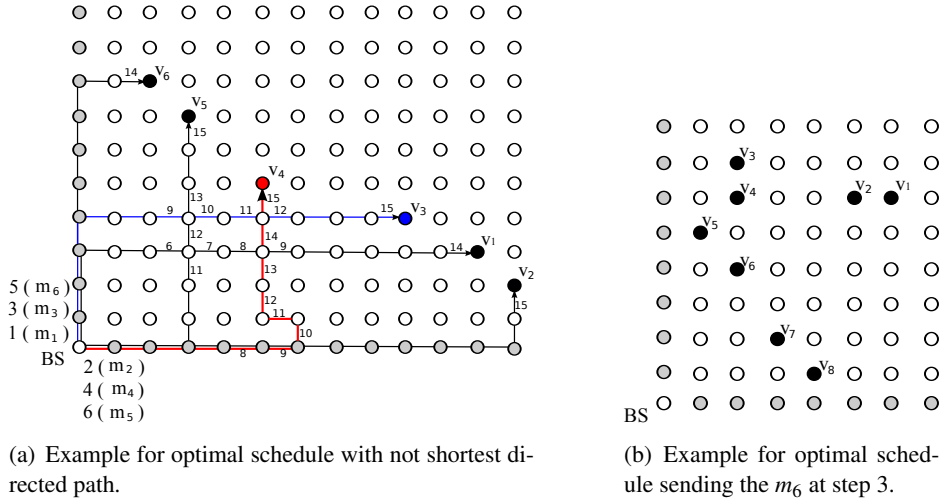 14 v6
v5
15
v4
13 15
9 10 11 12 15 v3
12 14
6 7 8 9 14 v1
11 13 v2
5 ( m6 )
12 15
3 ( m3 )
11
1 ( m1 )
10
BS
8 9
2 ( m2 )
4 ( m4 )
6 ( m5 )
(a) Example for optimal schedule with not shortest di-
rected path.
v3
v4 v2 v1
v5
v6
v7
v8
BS
(b) Example for optimal sched-
ule sending the m6 at step 3.